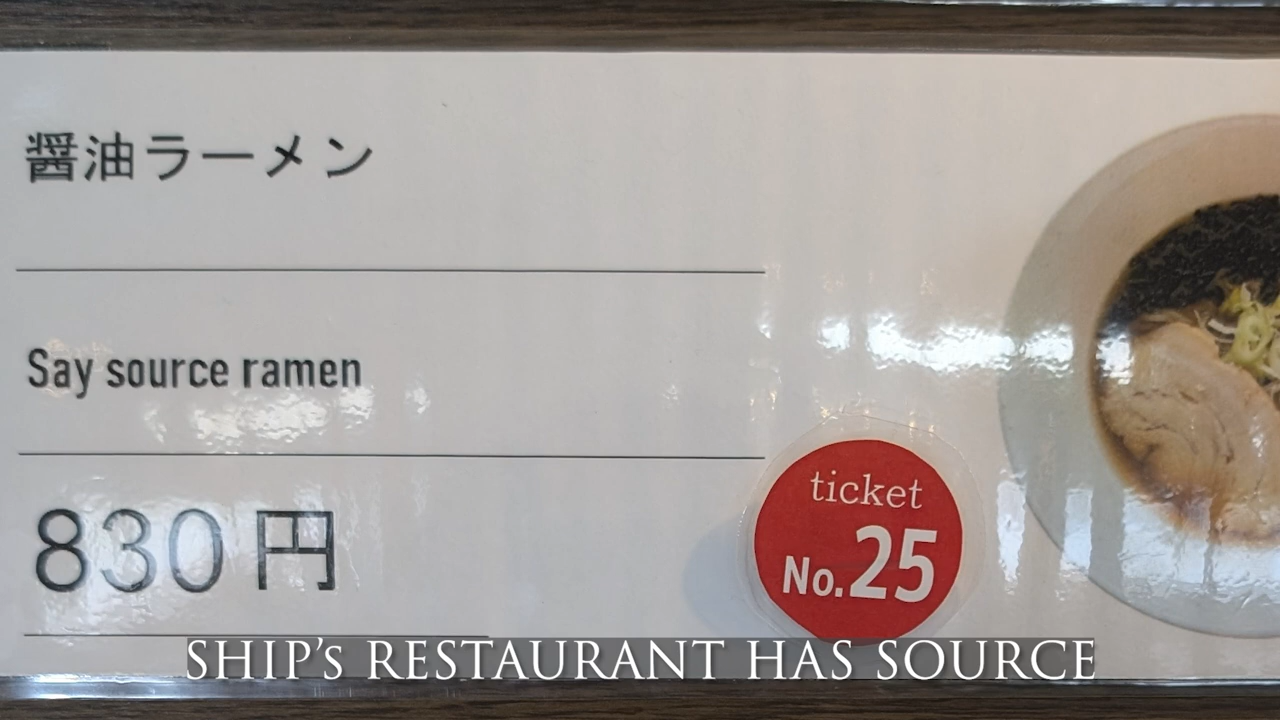 醤油ラーメン
Say source ramen
830円
ticket
No.25
SHIP's RESTAURANT HAS SOURCE